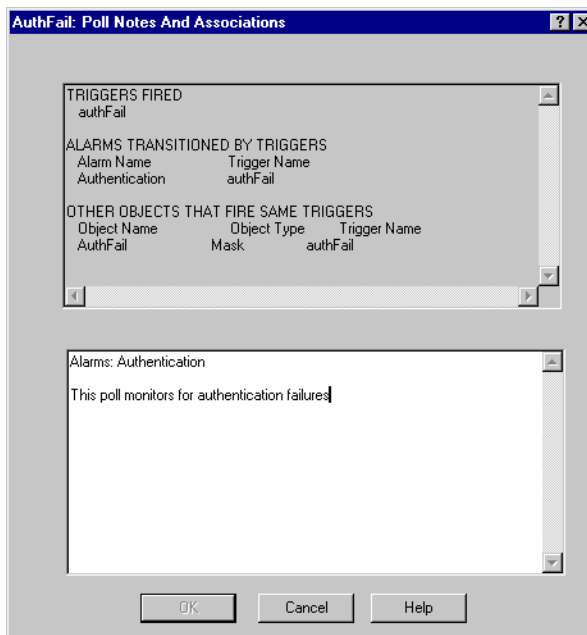 AuthFail: Poll Notes And Associations
TRIGGERS FIRED
authFail
ALARMS TRANSITIONED BY TRIGGERS
Alarm Name Trigger Name
Authentication authFail
OTHER OBJECTS THAT FIRE SAME TRIGGERS
Object Name Object Type Trigger Name
AuthFail Mask authFail
Alarms: Authentication
This poll monitors for authentication failures
OK Cancel Help